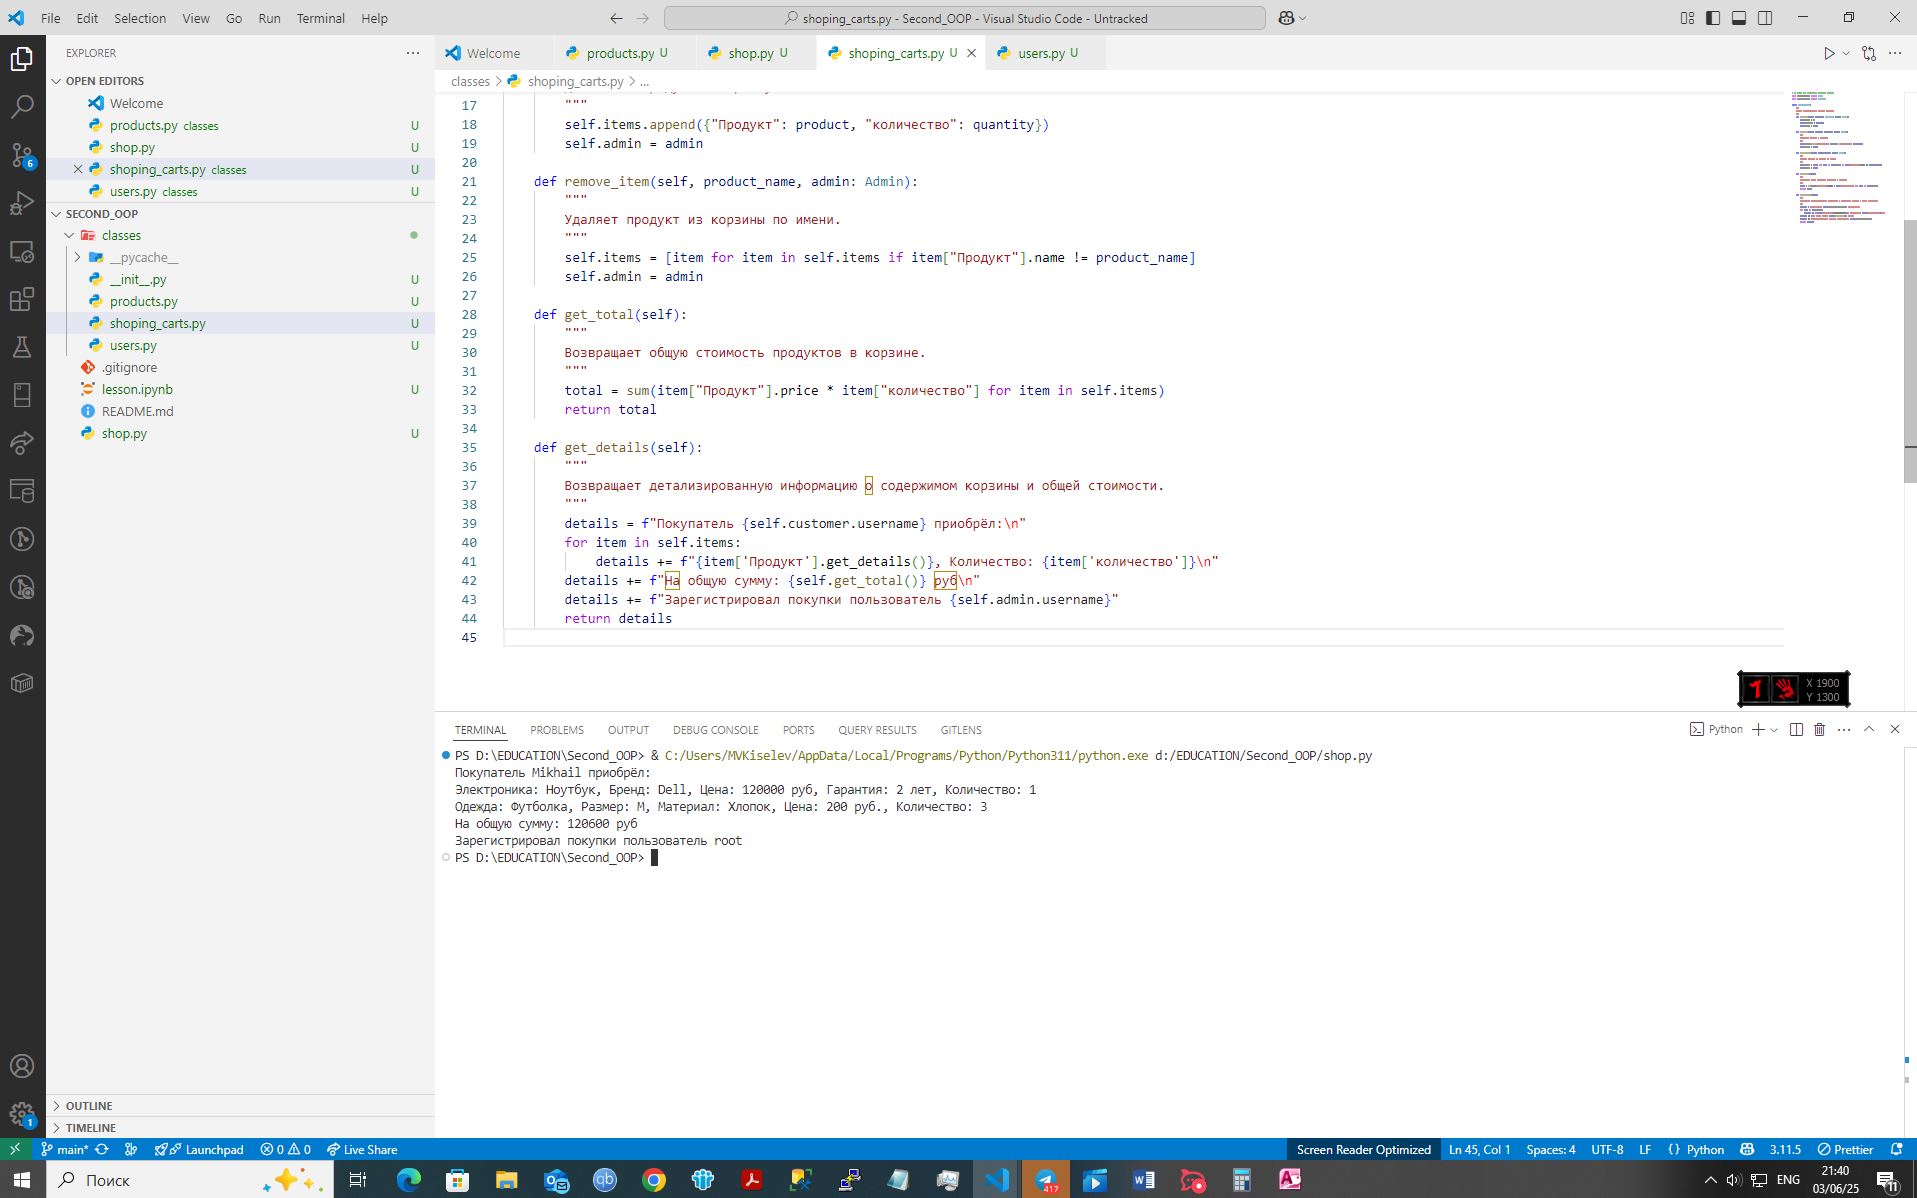 File Edit Selection View Go Run Terminal Help
shoping_carts.py - Second_OOP - Visual Studio Code - Untracked
EXPLORER
OPEN EDITORS
Welcome
products.py classes U
shop.py U
shoping_carts.py classes U
users.py classes U
SECOND_OOP
classes
__pycache__
__init__.py U
products.py U
shoping_carts.py U
users.py U
.gitignore
lesson.ipynb U
README.md
shop.py U
OUTLINE
TIMELINE
Welcome products.py U shop.py U shoping_carts.py U users.py U
classes > shoping_carts.py > ...
17 """
18 self.items.append({"Продукт": product, "количество": quantity})
19 self.admin = admin
20
21 def remove_item(self, product_name, admin: Admin):
22 """
23 Удаляет продукт из корзины по имени.
24 """
25 self.items = [item for item in self.items if item["Продукт"].name != product_name]
26 self.admin = admin
27
28 def get_total(self):
29 """
30 Возвращает общую стоимость продуктов в корзине.
31 """
32 total = sum(item["Продукт"].price * item["количество"] for item in self.items)
33 return total
34
35 def get_details(self):
36 """
37 Возвращает детализированную информацию о содержимом корзины и общей стоимости.
38 """
39 details = f"Покупатель {self.customer.username} приобрёл:\n"
40 for item in self.items:
41 details += f"{item['Продукт'].get_details()}, Количество: {item['количество']}\n"
42 details += f"На общую сумму: {self.get_total()} руб\n"
43 details += f"Зарегистрировал покупки пользователь {self.admin.username}"
44 return details
45
X 1900
Y 1300
TERMINAL PROBLEMS OUTPUT DEBUG CONSOLE PORTS QUERY RESULTS GITLENS
Python
PS D:\EDUCATION\Second_OOP> & C:/Users/MVKiselev/AppData/Local/Programs/Python/Python311/python.exe d:/EDUCATION/Second_OOP/shop.py
Покупатель Mikhail приобрёл:
Электроника: Ноутбук, Бренд: Dell, Цена: 120000 руб, Гарантия: 2 лет, Количество: 1
Одежда: Футболка, Размер: M, Материал: Хлопок, Цена: 200 руб., Количество: 3
На общую сумму: 120600 руб
Зарегистрировал покупки пользователь root
PS D:\EDUCATION\Second_OOP>
6
1
main* Launchpad 0 0 Live Share
Screen Reader Optimized Ln 45, Col 1 Spaces: 4 UTF-8 LF {} Python 3.11.5 Prettier
Поиск
qb
417
ENG
21:40
03/06/25
11